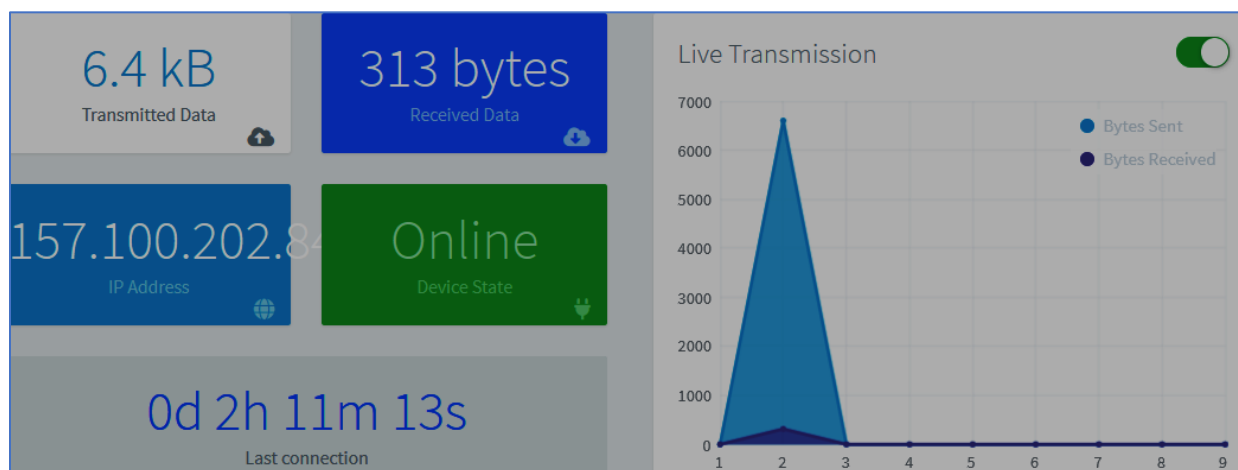 6.4 kB
Transmitted Data
313 bytes
Received Data
157.100.202.84
IP Address
Online
Device State
0d 2h 11m 13s
Last connection
Live Transmission
Bytes Sent
Bytes Received
7000
6000
5000
4000
3000
2000
1000
0
1 2 3 4 5 6 7 8 9